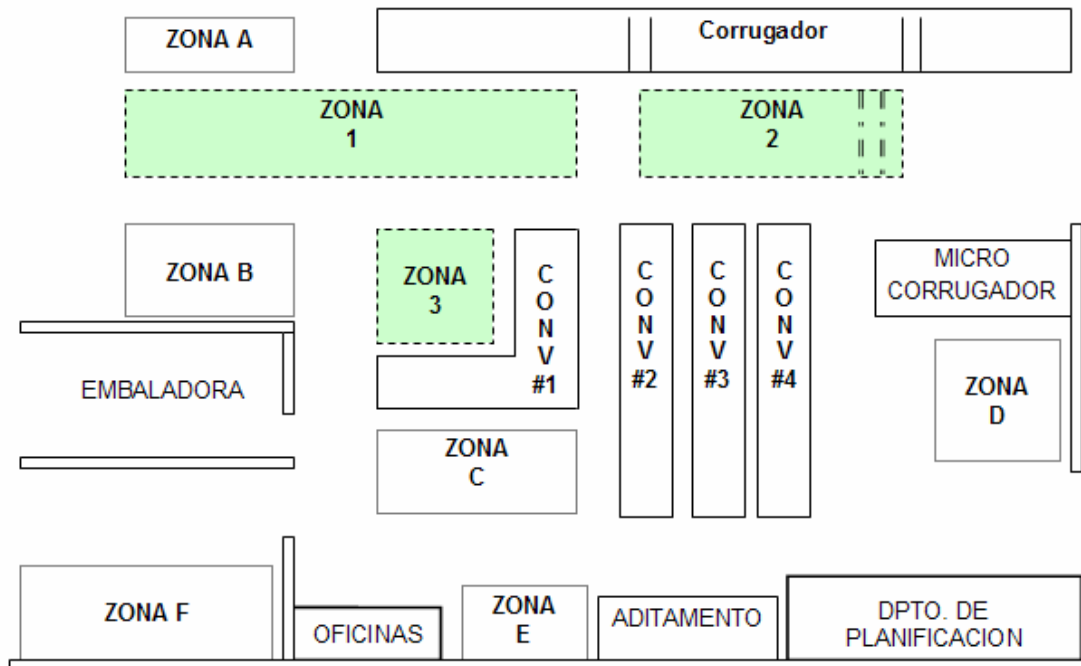 ZONA A
Corrugador
ZONA
1
ZONA
2
ZONA B
ZONA
3
C
O
N
V
#1
C
O
N
V
#2
C
O
N
V
#3
C
O
N
V
#4
MICRO
CORRUGADOR
EMBALADORA
ZONA
D
ZONA
C
ZONA F
OFICINAS
ZONA
E
ADITAMENTO
DPTO. DE
PLANIFICACION